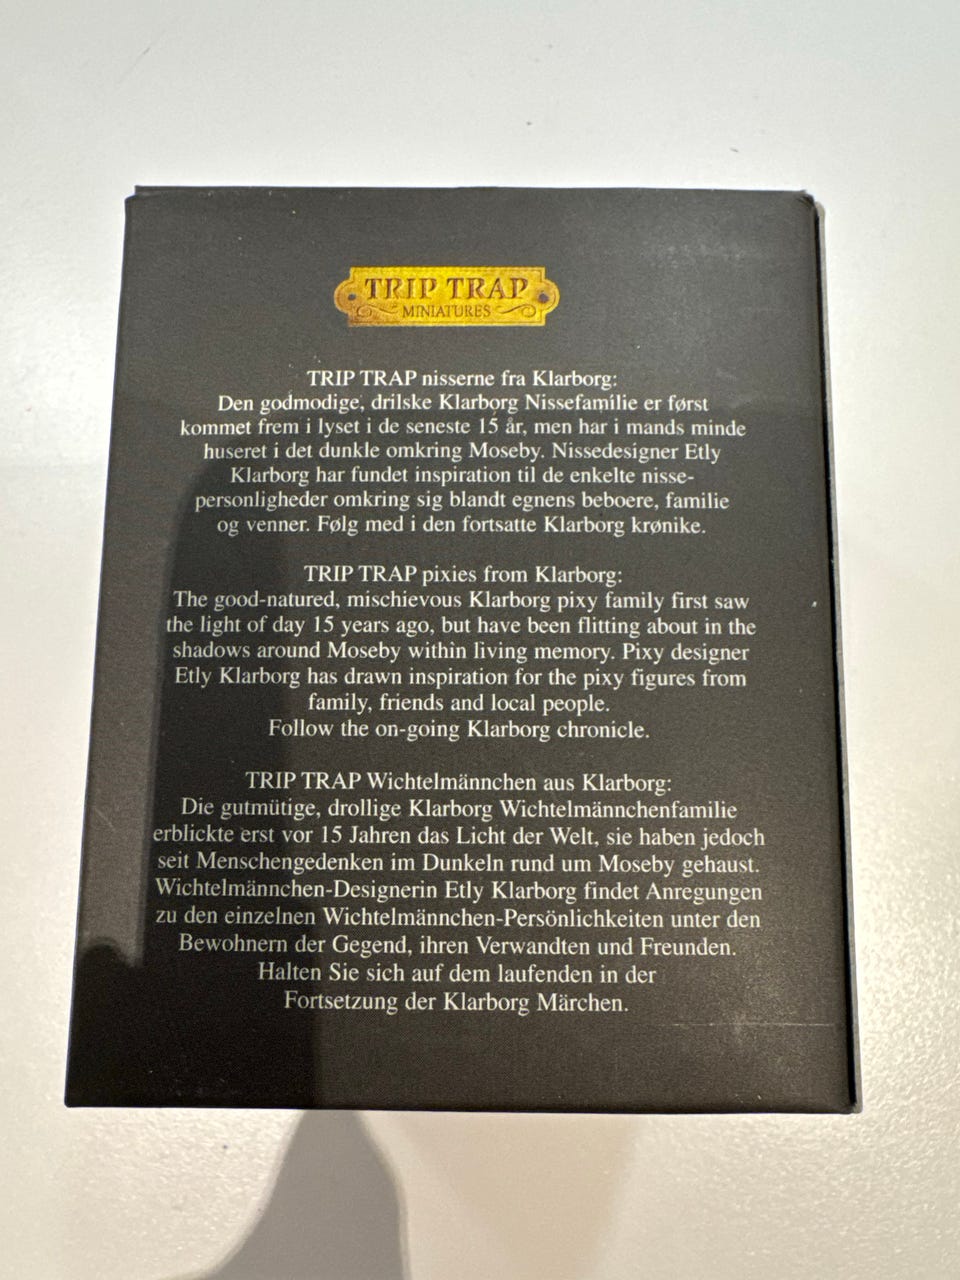 TRIP TRAP
MINIATURES
TRIP TRAP nisserne fra Klarborg:
Den godmodige, drilske Klarborg Nissefamilie er først
kommet frem i lyset i de seneste 15 år, men har i mands minde
huseret i det dunkle omkring Moseby. Nissedesigner Etly
Klarborg har fundet inspiration til de enkelte nisse-
personligheder omkring sig blandt egnens beboere, familie
og venner. Følg med i den fortsatte Klarborg krønike.
TRIP TRAP pixies from Klarborg:
The good-natured, mischievous Klarborg pixy family first saw
the light of day 15 years ago, but have been flitting about in the
shadows around Moseby within living memory. Pixy designer
Etly Klarborg has drawn inspiration for the pixy figures from
family, friends and local people.
Follow the on-going Klarborg chronicle.
TRIP TRAP Wichtelmännchen aus Klarborg:
Die gutmütige, drollige Klarborg Wichtelmännchenfamilie
erblickte erst vor 15 Jahren das Licht der Welt, sie haben jedoch
seit Menschengedenken im Dunkeln rund um Moseby gehaust.
Wichtelmännchen-Designerin Etly Klarborg findet Anregungen
zu den einzelnen Wichtelmännchen-Persönlichkeiten unter den
Bewohnern der Gegend, ihren Verwandten und Freunden.
Halten Sie sich auf dem laufenden in der
Fortsetzung der Klarborg Märchen.